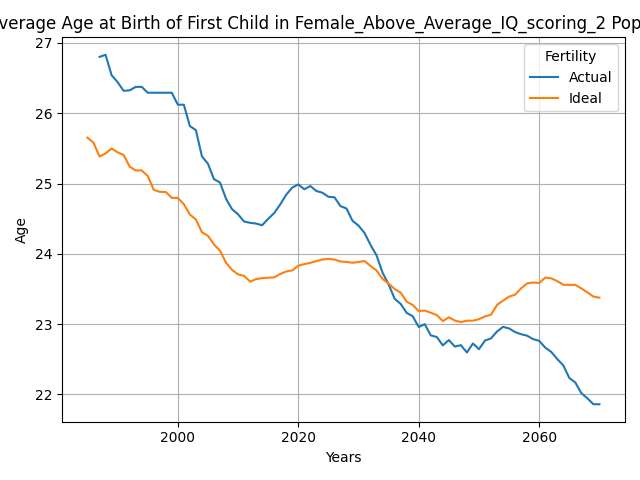 verage Age at Birth of First Child in Female_Above_Average_IQ_scoring_2 Pop
27
26
25
24
23
22
Age
Fertility
Actual
Ideal
2000 2020 2040 2060
Years